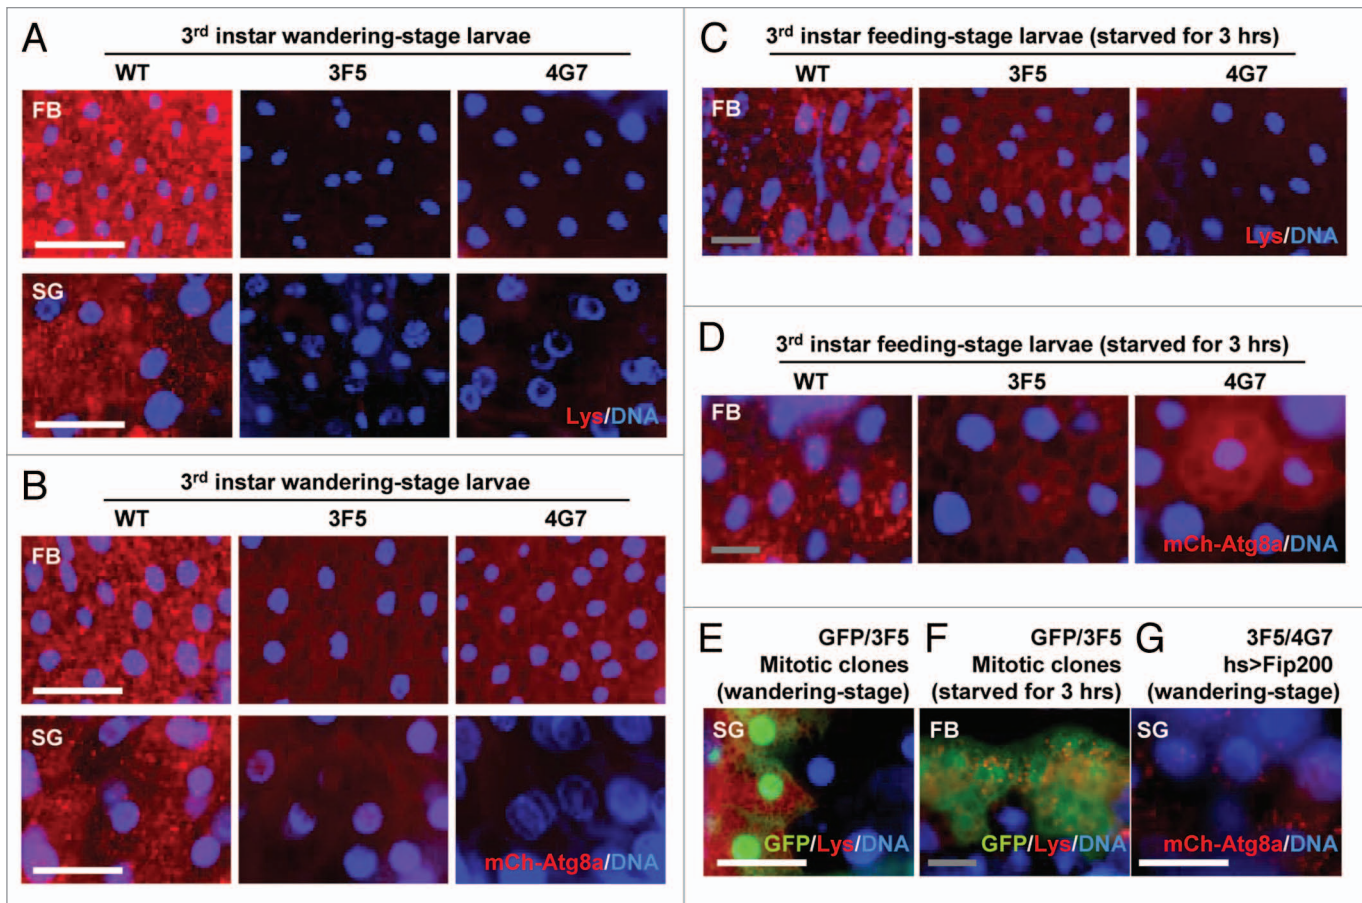 A
3rd instar wandering-stage larvae
WT 3F5 4G7
FB
SG
Lys/DNA
B
3rd instar wandering-stage larvae
WT 3F5 4G7
FB
SG
mCh-Atg8a/DNA
C
3rd instar feeding-stage larvae (starved for 3 hrs)
WT 3F5 4G7
FB
Lys/DNA
D
3rd instar feeding-stage larvae (starved for 3 hrs)
WT 3F5 4G7
FB
mCh-Atg8a/DNA
E
GFP/3F5
Mitotic clones
(wandering-stage)
SG
GFP/Lys/DNA
F
GFP/3F5
Mitotic clones
(starved for 3 hrs)
FB
GFP/Lys/DNA
G
3F5/4G7
hs>Fip200
(wandering-stage)
SG
mCh-Atg8a/DNA